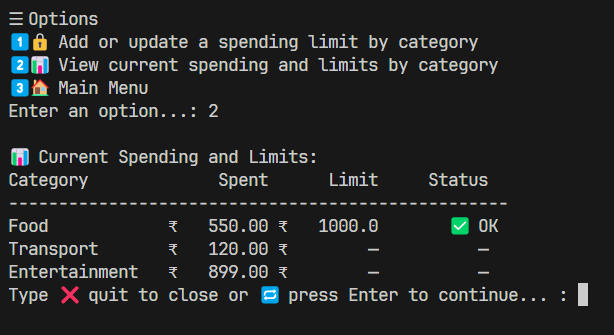 ☰ Options
1️⃣🔒 Add or update a spending limit by category
2️⃣📊 View current spending and limits by category
3️⃣🏠 Main Menu
Enter an option...: 2
📊 Current Spending and Limits:
Category             Spent      Limit     Status
--------------------------------------------------
Food            ₹   550.00 ₹   1000.0       ✅ OK
Transport       ₹   120.00 ₹        —         —
Entertainment   ₹   899.00 ₹        —         —
Type ❌ quit to close or 🔁 press Enter to continue... :